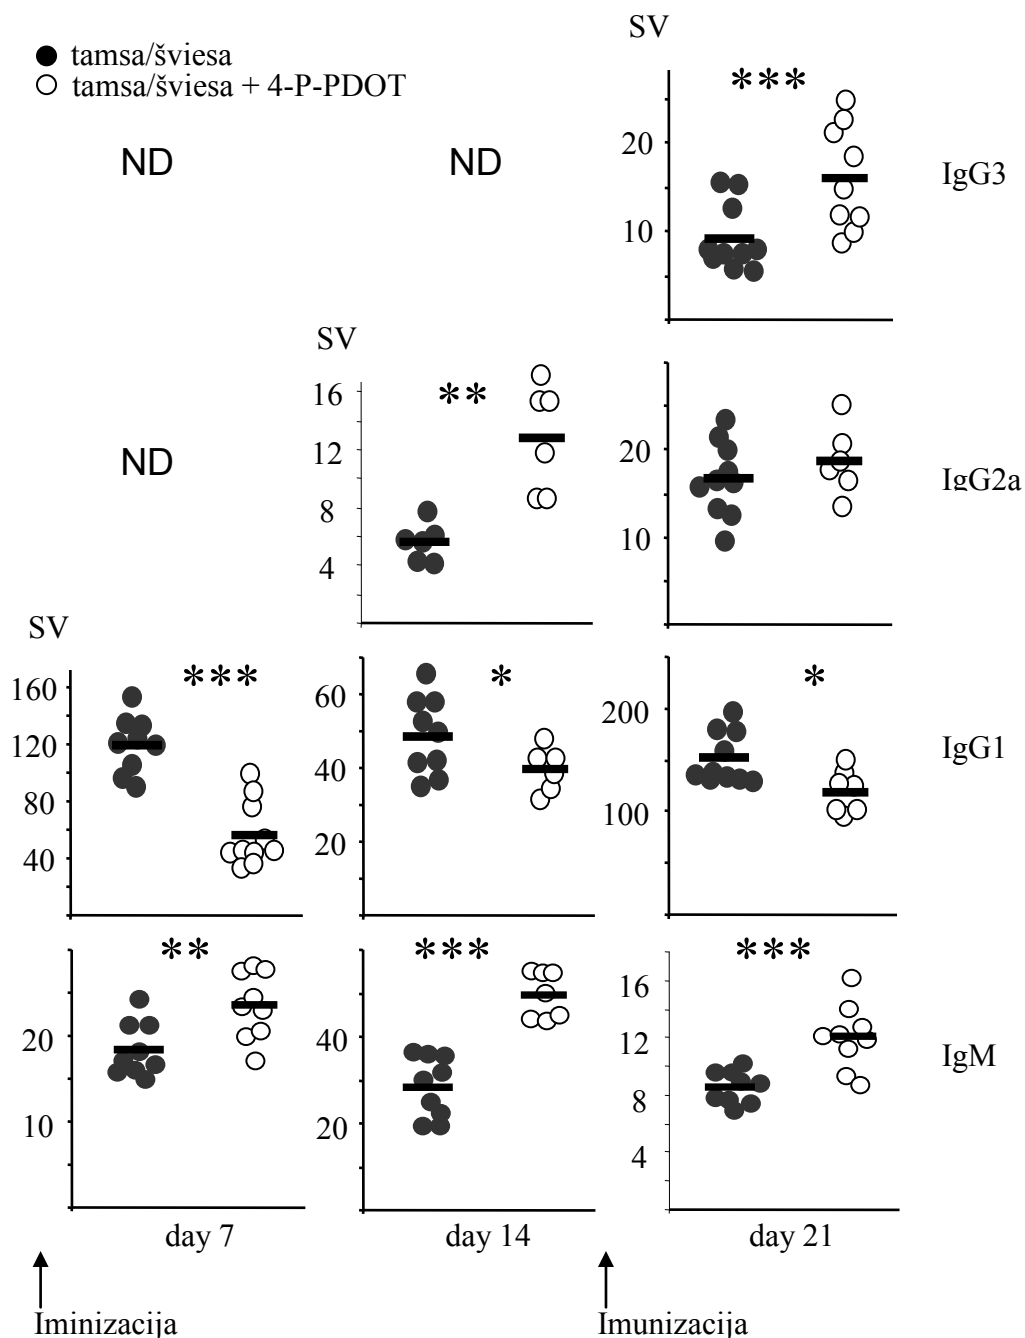 SV
tamsa/šviesa
tamsa/šviesa + 4-P-PDOT
***
ND
ND
20
10
IgG3
SV
ND
16
12
8
4
**
20
10
IgG2a
SV
160
120
80
40
***
60
40
20
*
200
100
*
IgG1
20
10
**
40
20
***
16
12
8
4
***
IgM
day 7
day 14
day 21
Iminizacija
Imunizacija